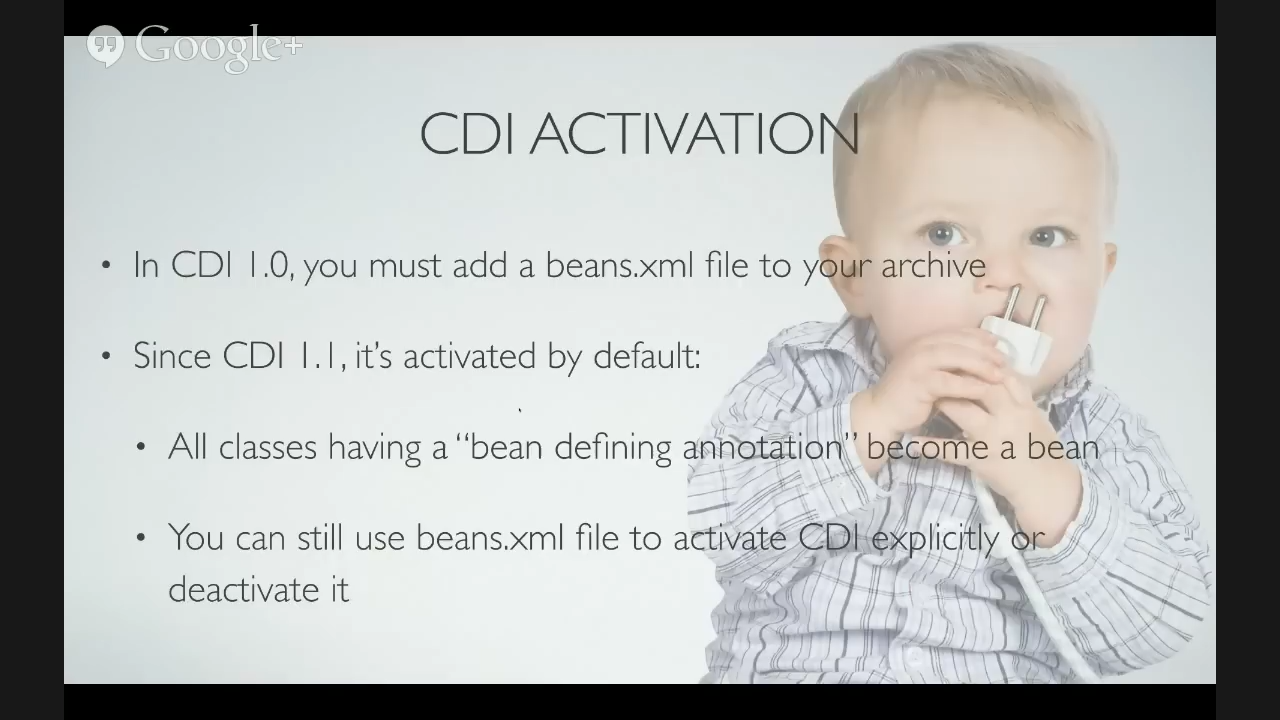 Google+
CDI ACTIVATION
• In CDI 1.0, you must add a beans.xml file to your archive
• Since CDI 1.1, it’s activated by default:
• All classes having a “bean defining annotation” become a bean
• You can still use beans.xml file to activate CDI explicitly or
deactivate it